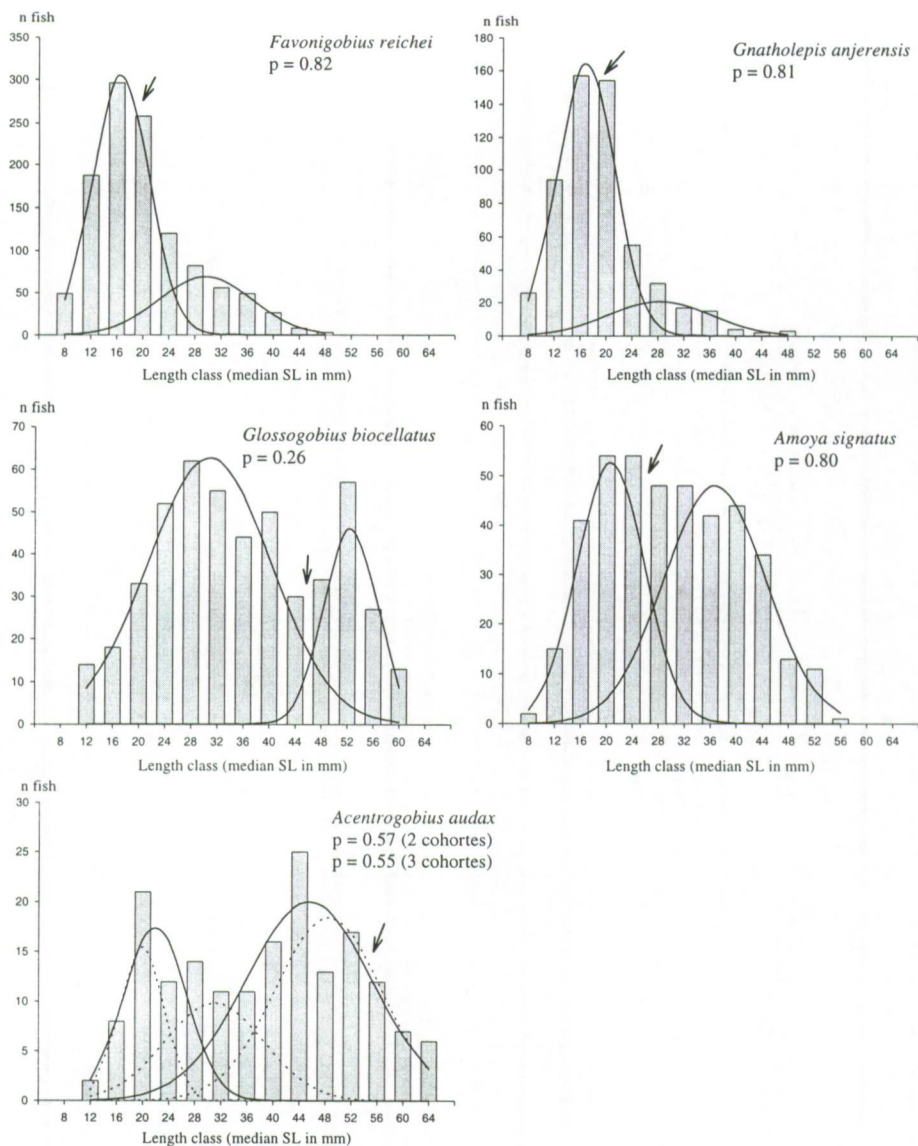 n fish
350
300
250
200
150
100
50
0
8 12 16 20 24 28 32 36 40 44 48 52 56 60 64
Length class (median SL in mm)
Favonigobius reichei
p = 0.82
n fish
180
160
140
120
100
80
60
40
20
0
8 12 16 20 24 28 32 36 40 44 48 52 56 60 64
Length class (median SL in mm)
Gnatholepis anjerensis
p = 0.81
n fish
70
60
50
40
30
20
10
0
8 12 16 20 24 28 32 36 40 44 48 52 56 60 64
Length class (median SL in mm)
Glossogobius biocellatus
p = 0.26
n fish
60
50
40
30
20
10
0
8 12 16 20 24 28 32 36 40 44 48 52 56 60 64
Length class (median SL in mm)
Amoya signatus
p = 0.80
n fish
30
25
20
15
10
5
0
8 12 16 20 24 28 32 36 40 44 48 52 56 60 64
Length class (median SL in mm)
Acentrogobius audax
p = 0.57 (2 cohortes)
p = 0.55 (3 cohortes)